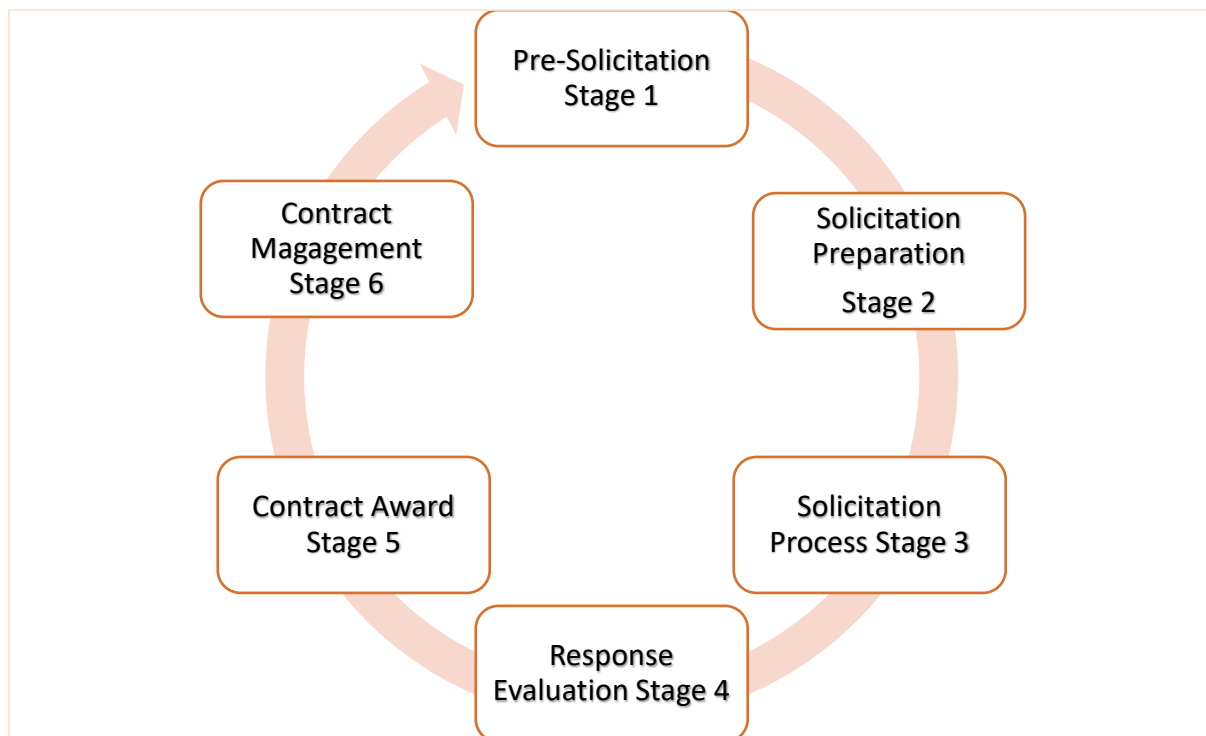 Pre-Solicitation
Stage 1
Solicitation
Preparation
Stage 2
Solicitation
Process Stage 3
Response
Evaluation Stage 4
Contract Award
Stage 5
Contract
Magagement
Stage 6